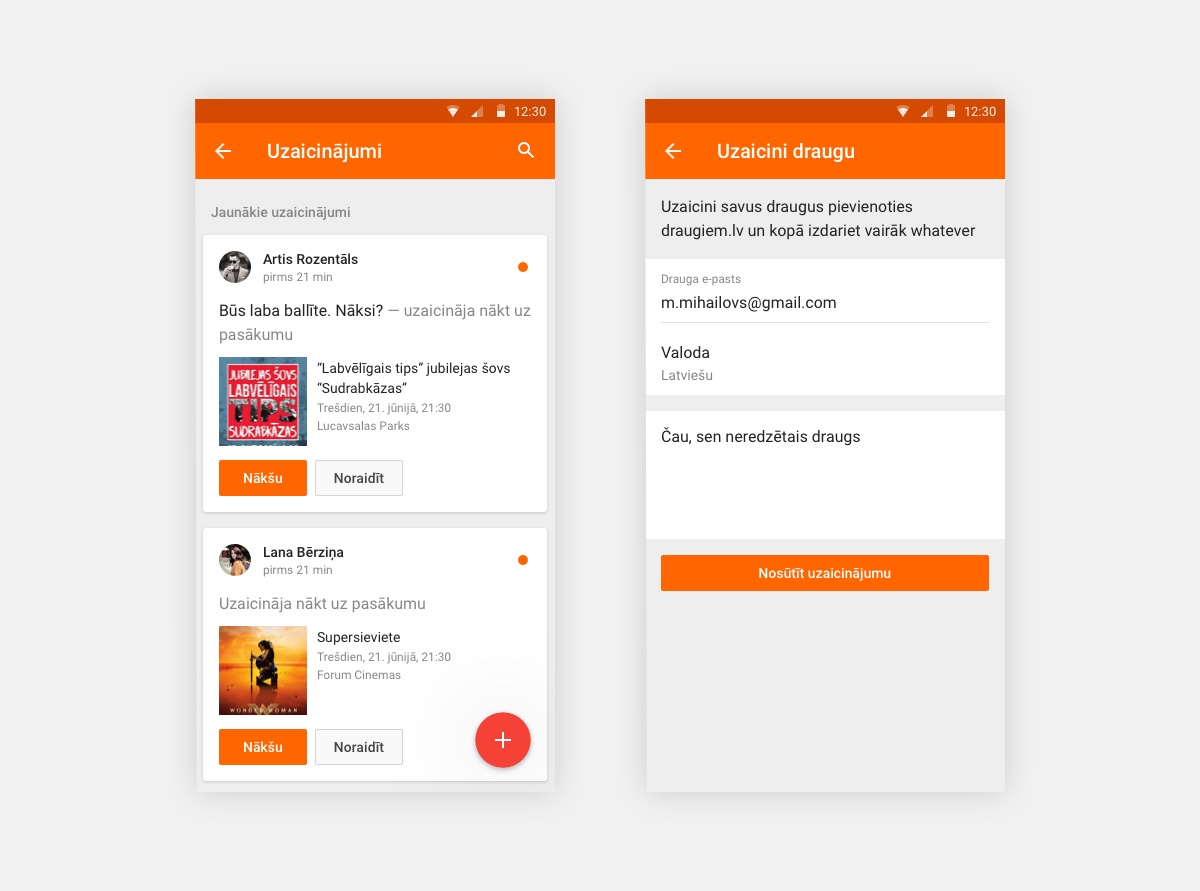 12:30
Uzaicinājumi
Jaunākie uzaicinājumi
Artis Rozentāls
pirms 21 min
Būs laba ballīte. Nāksi? — uzaicināja nākt uz
pasākumu
JUBILEJAS ŠOVS
LABVĒLĪGAIS
TIPS
SUDRABKĀZAS
“Labvēlīgais tips” jubilejas šovs
“Sudrabkāzas”
Trešdien, 21. jūnijā, 21:30
Lucavsalas Parks
Nākšu
Noraidīt
Lana Bērziņa
pirms 21 min
Uzaicināja nākt uz pasākumu
WONDER WOMAN
Supersieviete
Trešdien, 21. jūnijā, 21:30
Forum Cinemas
Nākšu
Noraidīt
12:30
Uzaicini draugu
Uzaicini savus draugus pievienoties
draugiem.lv un kopā izdariet vairāk whatever
Drauga e-pasts
m.mihailovs@gmail.com
Valoda
Latviešu
Čau, sen neredzētais draugs
Nosūtīt uzaicinājumu